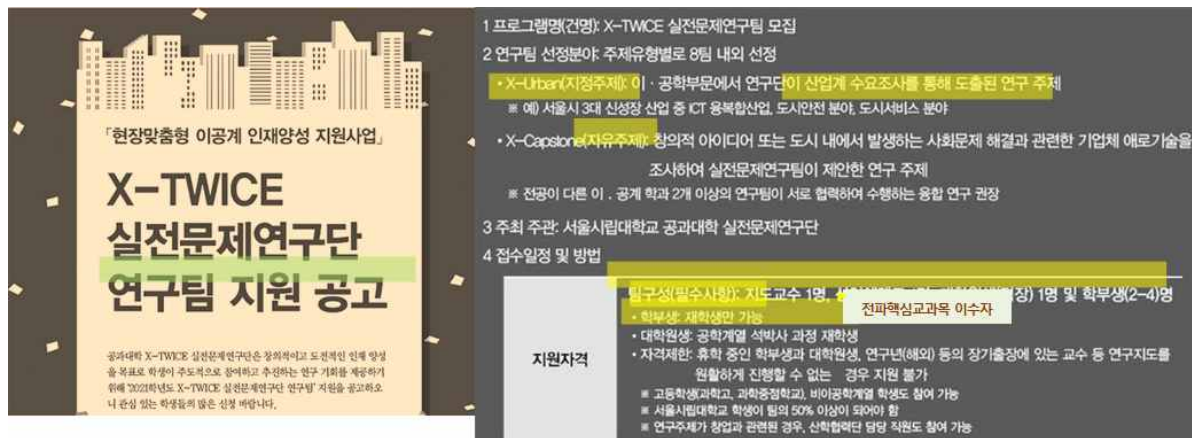 「현장맞춤형 이공계 인재양성 지원사업」
X-TWICE
실전문제연구단
연구팀 지원 공고
공과대학 X-TWICE 실전문제연구단은 창의적이고 도전적인 인재 양성
을 목표로 학생이 주도적으로 참여하고 추진하는 연구 기회를 제공하기
위해 '2021학년도 X-TWICE 실전문제연구단 연구팀' 지원을 공고하오
니 관심 있는 학생들의 많은 신청 바랍니다.
1 프로그램명(건명): X-TWICE 실전문제연구팀 모집
2 연구팀 선정분야: 주제유형별로 8팀 내외 선정
• X-Urban(지정주제): 이·공학부문에서 연구단이 산업계 수요조사를 통해 도출된 연구 주제
※ 예) 서울시 3대 신성장 산업 중 ICT 융복합산업, 도시안전 분야, 도시서비스 분야
• X-Capstone(자유주제): 창의적 아이디어 또는 도시 내에서 발생하는 사회문제 해결과 관련한 기업체 애로기술을
조사하여 실전문제연구팀이 제안한 연구 주제
※ 전공이 다른 이 . 공계 학과 2개 이상의 연구팀이 서로 협력하여 수행하는 융합 연구 권장
3 주최 주관: 서울시립대학교 공과대학 실전문제연구단
4 접수일정 및 방법
지원자격
팀구성(필수사항): 지도교수 1명, 1명 및 학부생(2-4)명
전파핵심교과목 이수자
• 학부생: 재학생만 가능
• 대학원생: 공학계열 석박사 과정 재학생
• 자격제한: 휴학 중인 학부생과 대학원생, 연구년(해외) 등의 장기출장에 있는 교수 등 연구지도를
원활하게 진행할 수 없는 경우 지원 불가
※ 고등학생(과학고, 과학중점학교), 비이공학계열 학생도 참여 가능
※ 서울시립대학교 학생이 팀의 50% 이상이 되어야 함
※ 연구주제가 창업과 관련된 경우, 산학협력단 담당 직원도 참여 가능